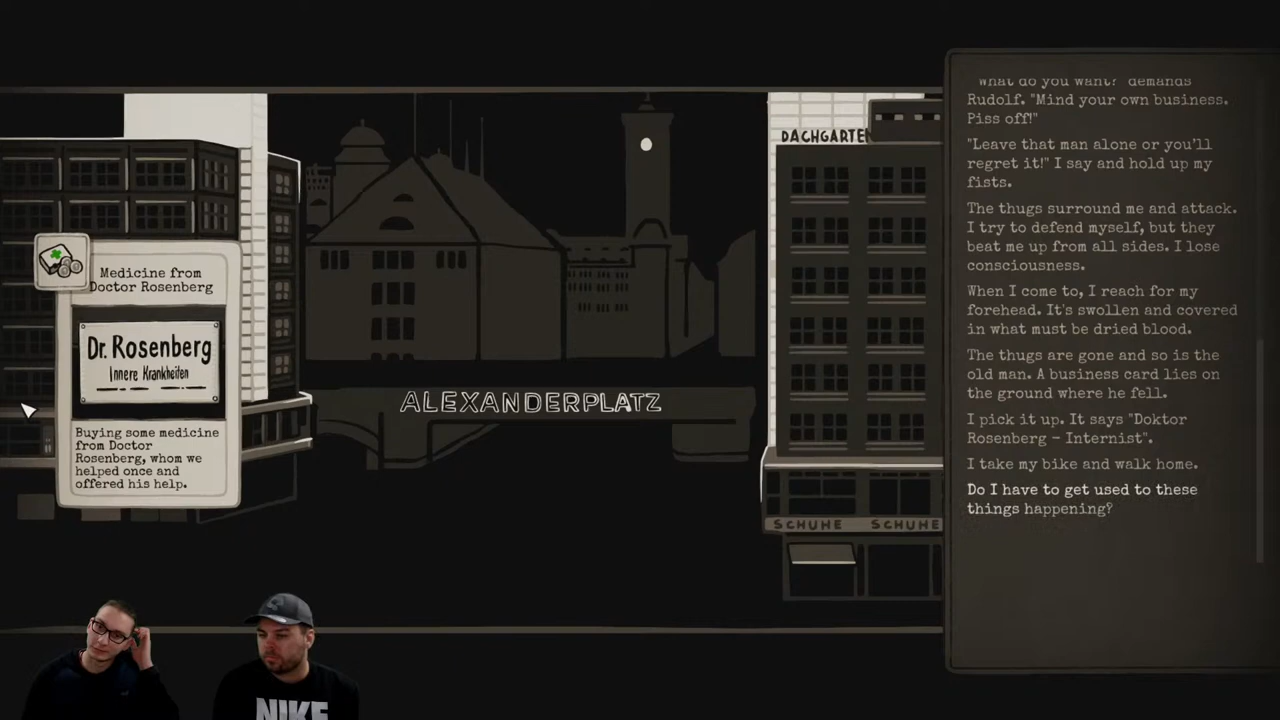 DACHGARTEN
Medicine from
Doctor Rosenberg
Dr. Rosenberg
Innere Krankheiten
Buying some medicine
from Doctor
Rosenberg, whom we
helped once and
offered his help.
ALEXANDERPLATZ
SCHUHE SCHUHE
NIKE
"What do you want?" demands
Rudolf. "Mind your own business.
Piss off!"
"Leave that man alone or you'll
regret it!" I say and hold up my
fists.
The thugs surround me and attack.
I try to defend myself, but they
beat me up from all sides. I lose
consciousness.
When I come to, I reach for my
forehead. It's swollen and covered
in what must be dried blood.
The thugs are gone and so is the
old man. A business card lies on
the ground where he fell.
I pick it up. It says "Doktor
Rosenberg - Internist".
I take my bike and walk home.
Do I have to get used to these
things happening?